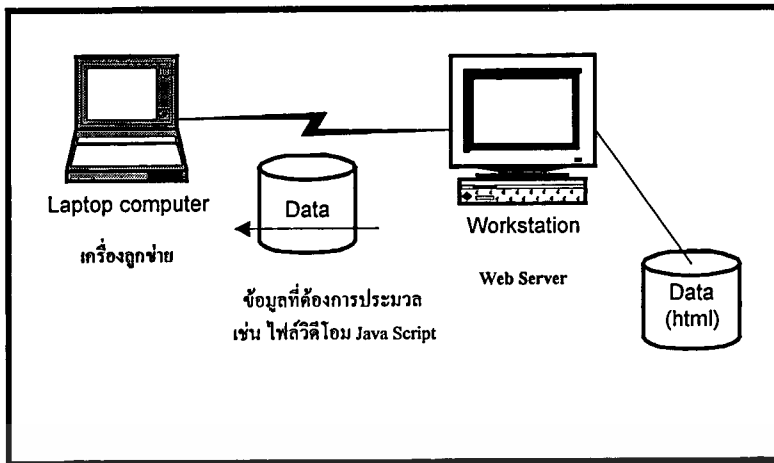 Laptop computer
เครื่องลูกข่าย
Data
ข้อมูลที่ต้องการประมวล
เช่น ไฟล์วิดีโอม Java Script
Workstation
Web Server
Data
(html)